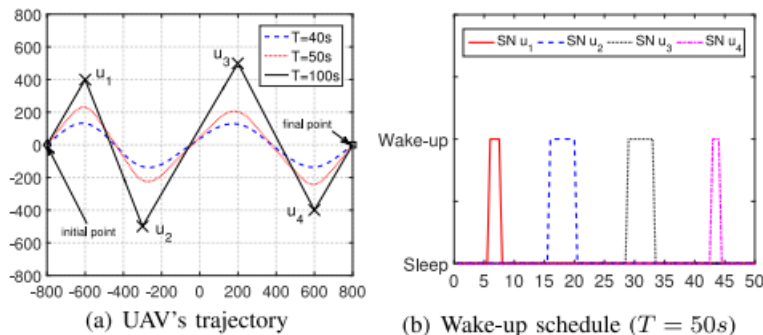 800
600
400
200
0
-200
-400
-600
-800
-800 -600 -400 -200 0 200 400 600 800
T=40s
T=50s
T=100s
u1
u2
u3
u4
initial point
final point
(a) UAV's trajectory
SN u1 SN u2 SN u3 SN u4
Wake-up
Sleep
0 5 10 15 20 25 30 35 40 45 50
(b) Wake-up schedule (T = 50s)